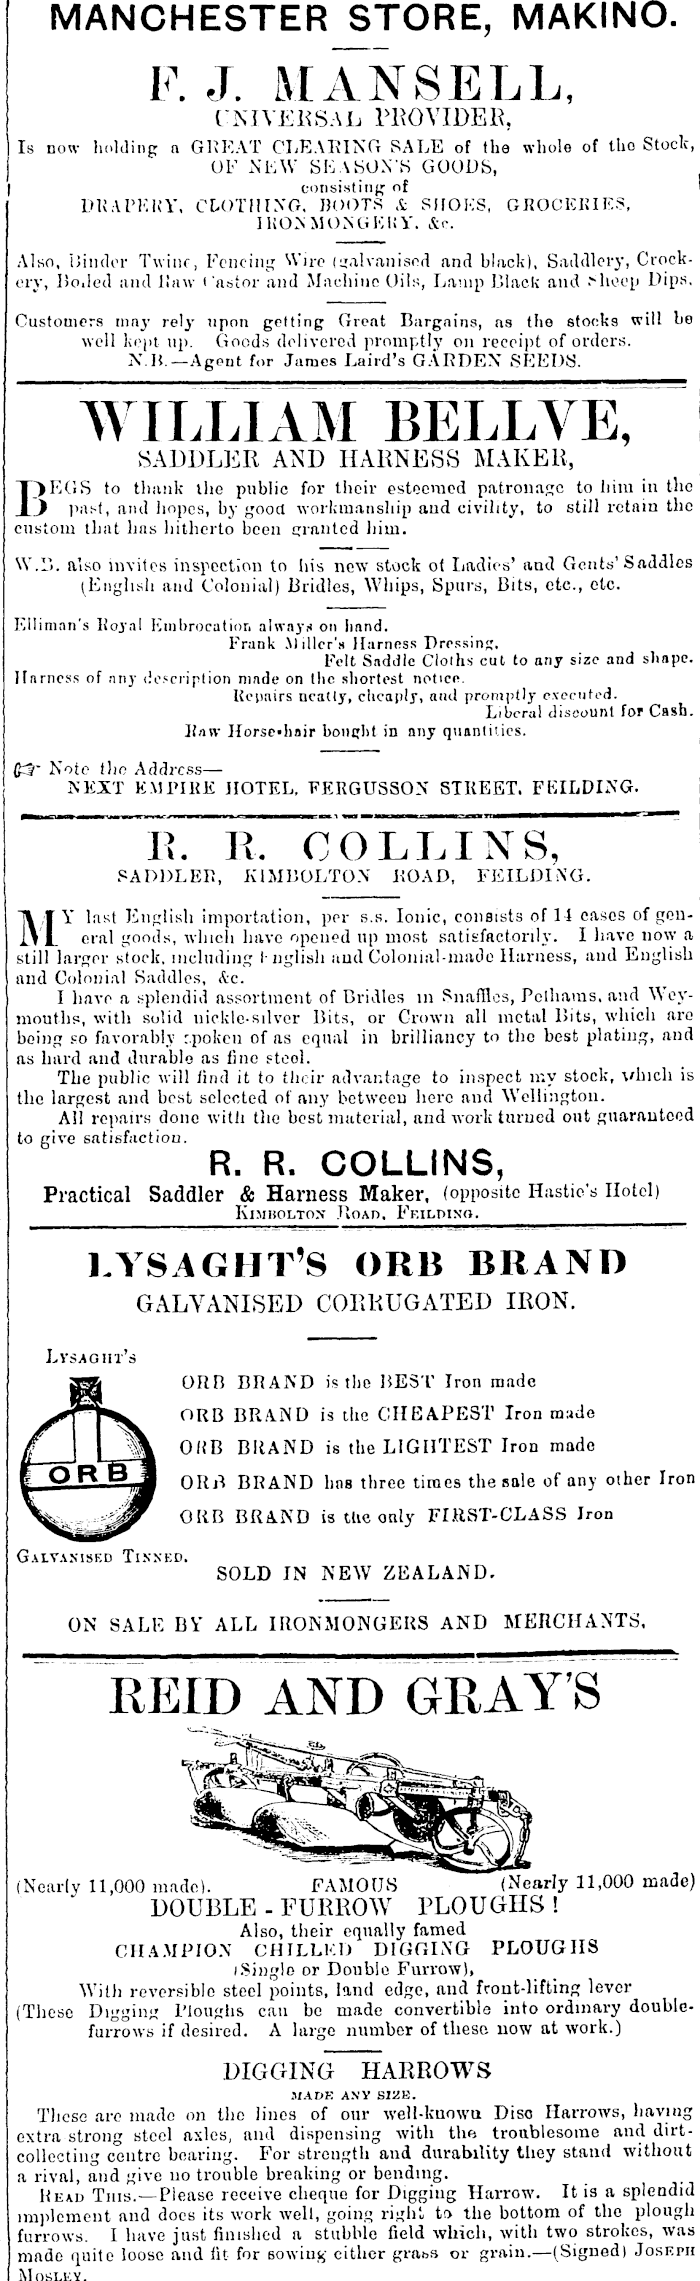 MANCHESTER STORE, MAKINO.
F. J. MANSELL,
UNIVERSAL PROVIDER,
Is now holding a GREAT CLEARING SALE of the whole of the Stock,
OF NEW SEASON'S GOODS,
consisting of
DRAPERY, CLOTHING, BOOTS & SHOES, GROCERIES,
IRONMONGERY, &c.
Also, Binder Twine, Fencing Wire (galvanised and black), Saddlery, Crock-
ery, Boiled and Raw Castor and Machine Oils, Lamp Black and Sheep Dips.
Customers may rely upon getting Great Bargains, as the stocks will be
well kept up. Goods delivered promptly on receipt of orders.
N.B.—Agent for James Laird's GARDEN SEEDS.
WILLIAM BELLVE,
SADDLER AND HARNESS MAKER,
BEGS to thank the public for their esteemed patronage to him in the
past, and hopes, by good workmanship and civility, to still retain the
custom that has hitherto been granted him.
W.B. also invites inspection to his new stock of Ladies' and Gents' Saddles
(English and Colonial) Bridles, Whips, Spurs, Bits, etc., etc.
Elliman's Royal Embrocation always on hand.
Frank Miller's Harness Dressing.
Felt Saddle Cloths cut to any size and shape.
Harness of any description made on the shortest notice.
Repairs neatly, cheaply, and promptly executed.
Liberal discount for Cash.
Raw Horse-hair bought in any quantities.
☞ Note the Address—
NEXT EMPIRE HOTEL, FERGUSSON STREET, FEILDING.
R. R. COLLINS,
SADDLER, KIMBOLTON ROAD, FEILDING.
MY last English importation, per s.s. Ionic, consists of 14 cases of gen-
eral goods, which have opened up most satisfactorily. I have now a
still larger stock, including English and Colonial-made Harness, and English
and Colonial Saddles, &c.
I have a splendid assortment of Bridles in Snaffles, Pelhams, and Wey-
mouths, with solid nickle-silver Bits, or Crown all metal Bits, which are
being so favorably spoken of as equal in brilliancy to the best plating, and
as hard and durable as fine steel.
The public will find it to their advantage to inspect my stock, which is
the largest and best selected of any between here and Wellington.
All repairs done with the best material, and work turned out guaranteed
to give satisfaction.
R. R. COLLINS,
Practical Saddler & Harness Maker, (opposite Hastie's Hotel)
KIMBOLTON ROAD, FEILDING.
LYSAGHT'S ORB BRAND
GALVANISED CORRUGATED IRON.
LYSAGHT'S
ORB
GALVANISED TINNED.
ORB BRAND is the BEST Iron made
ORB BRAND is the CHEAPEST Iron made
ORB BRAND is the LIGHTEST Iron made
ORB BRAND has three times the sale of any other Iron
ORB BRAND is the only FIRST-CLASS Iron
SOLD IN NEW ZEALAND.
ON SALE BY ALL IRONMONGERS AND MERCHANTS,
REID AND GRAY'S
(Nearly 11,000 made). FAMOUS (Nearly 11,000 made)
DOUBLE-FURROW PLOUGHS!
Also, their equally famed
CHAMPION CHILLED DIGGING PLOUGHS
(Single or Double Furrow),
With reversible steel points, land edge, and front-lifting lever
(These Digging Ploughs can be made convertible into ordinary double-
furrows if desired. A large number of these now at work.)
DIGGING HARROWS
MADE ANY SIZE.
These are made on the lines of our well-known Disc Harrows, having
extra strong steel axles, and dispensing with the troublesome and dirt-
collecting centre bearing. For strength and durability they stand without
a rival, and give no trouble breaking or bending.
READ THIS.—Please receive cheque for Digging Harrow. It is a splendid
implement and does its work well, going right to the bottom of the plough
furrows. I have just finished a stubble field which, with two strokes, was
made quite loose and fit for sowing either grass or grain.—(Signed) JOSEPH
MOSLEY.